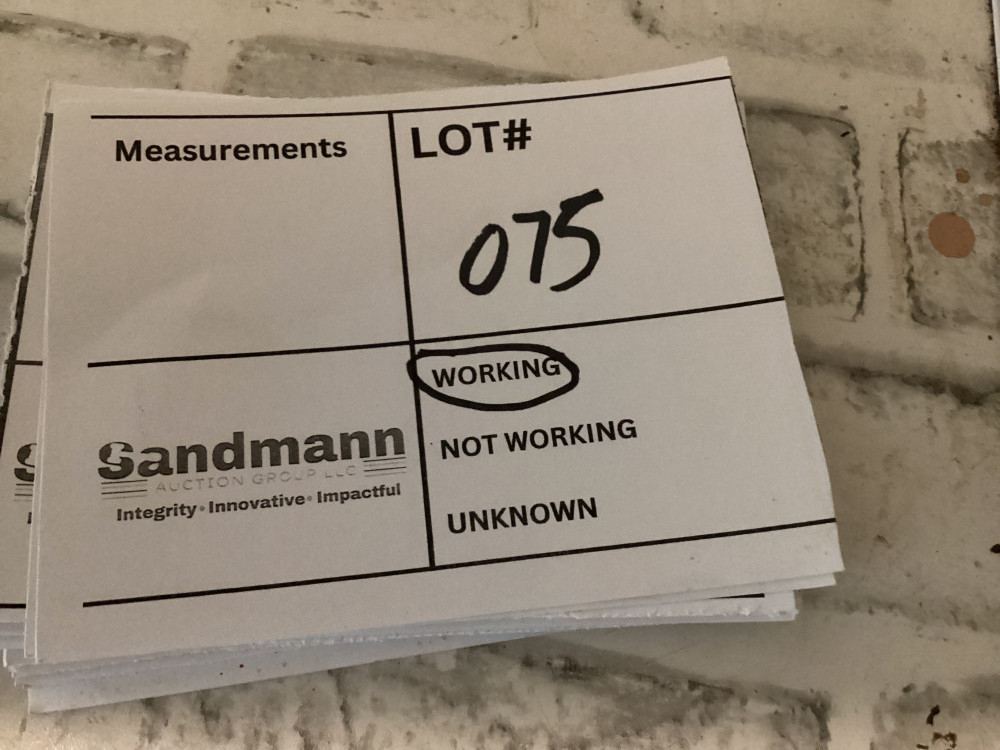 Measurements
LOT#
075
WORKING
NOT WORKING
UNKNOWN
Sandmann
AUCTION GROUP LLC
Integrity • Innovative • Impactful
S